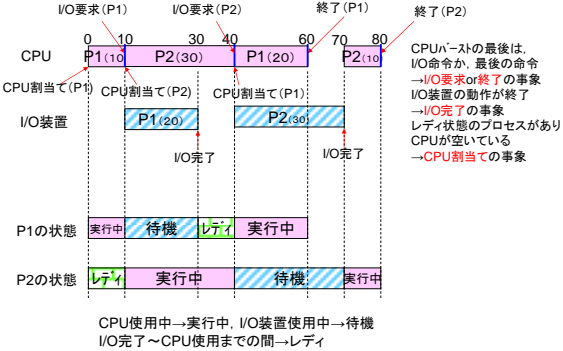 I/O要求(P1)
I/O要求(P2)
終了(P1)
終了(P2)
0 10 30 40 60 70 80
CPU
P1(10
P2(30)
P1(20)
P2(10)
CPU割当て(P1)
CPU割当て(P2)
CPU割当て(P1)
I/O装置
P1(20)
P2(30)
I/O完了
I/O完了
CPUバーストの最後は,
I/O命令か, 最後の命令
→I/O要求or終了の事象
I/O装置の動作が終了
→I/O完了の事象
レディ状態のプロセスがあり
CPUが空いている
→CPU割当ての事象
P1の状態
実行中
待機
レディ
実行中
P2の状態
レディ
実行中
待機
実行中
CPU使用中→実行中, I/O装置使用中→待機
I/O完了～CPU使用までの間→レディ